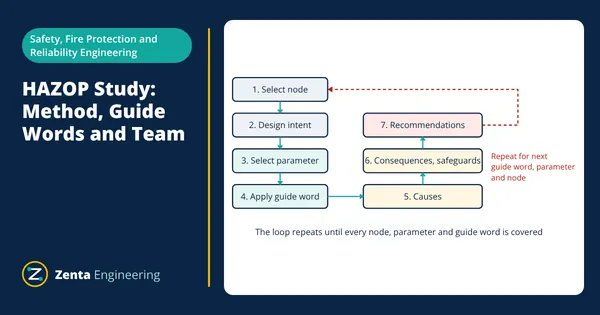 Safety, Fire Protection and
Reliability Engineering
HAZOP Study:
Method, Guide
Words and Team
Zenta Engineering
1. Select node
2. Design intent
3. Select parameter
4. Apply guide word
5. Causes
6. Consequences, safeguards
7. Recommendations
Repeat for next
guide word, parameter
and node
The loop repeats until every node, parameter and guide word is covered